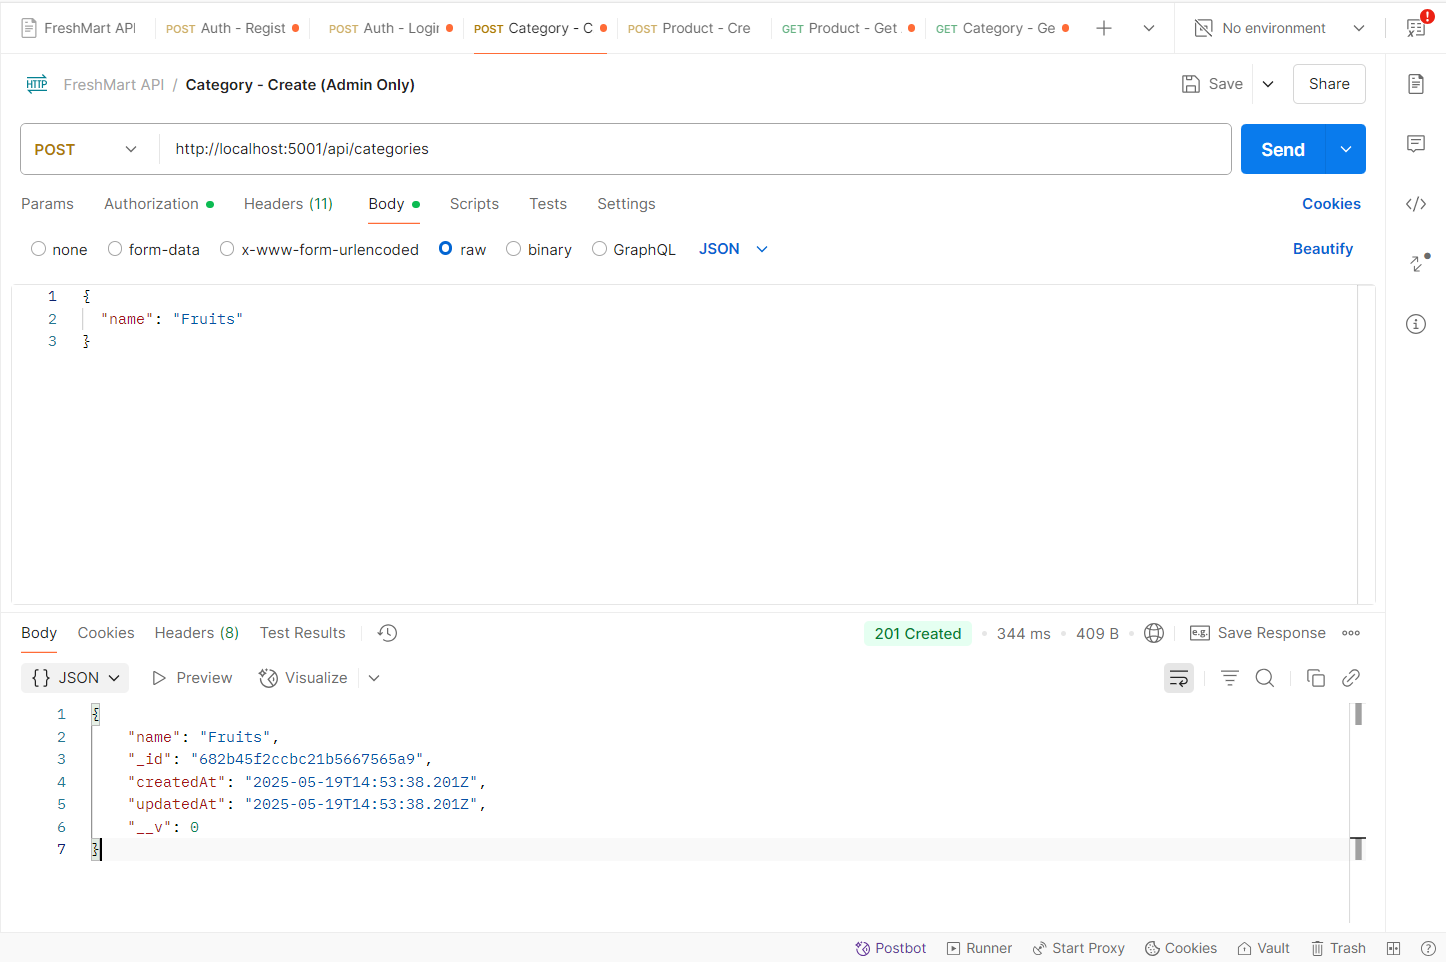 FreshMart API
POST Auth - Regist
POST Auth - Logir
POST Category - C
POST Product - Cre
GET Product - Get
GET Category - Ge
No environment
FreshMart API / Category - Create (Admin Only)
Save
Share
POST
http://localhost:5001/api/categories
Send
Params Authorization Headers (11) Body Scripts Tests Settings Cookies
none form-data x-www-form-urlencoded raw binary GraphQL JSON Beautify
1 {
2 "name": "Fruits"
3 }
Body Cookies Headers (8) Test Results 201 Created 344 ms 409 B e.g. Save Response
{} JSON Preview Visualize
1 {
2 "name": "Fruits",
3 "_id": "682b45f2ccbc21b5667565a9",
4 "createdAt": "2025-05-19T14:53:38.201Z",
5 "updatedAt": "2025-05-19T14:53:38.201Z",
6 "__v": 0
7 }
Postbot Runner Start Proxy Cookies Vault Trash